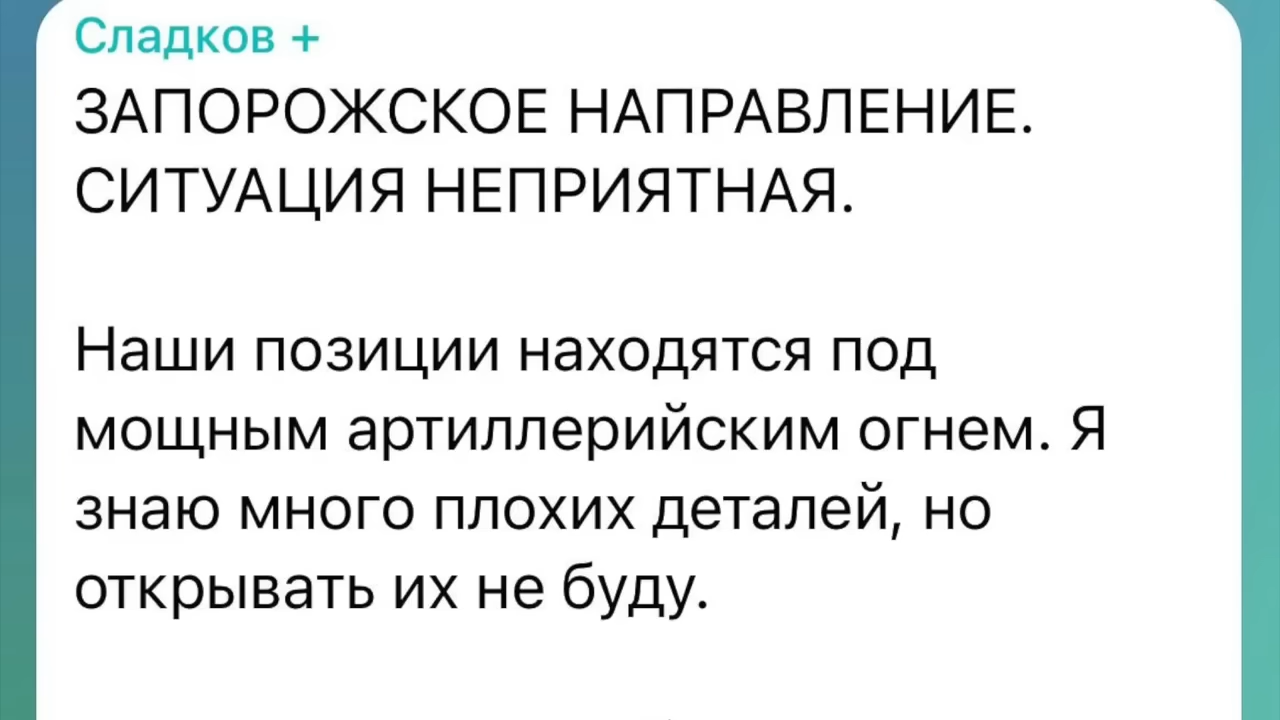 Сладков +
ЗАПОРОЖСКОЕ НАПРАВЛЕНИЕ.
СИТУАЦИЯ НЕПРИЯТНАЯ.
Наши позиции находятся под
мощным артиллерийским огнем. Я
знаю много плохих деталей, но
открывать их не буду.